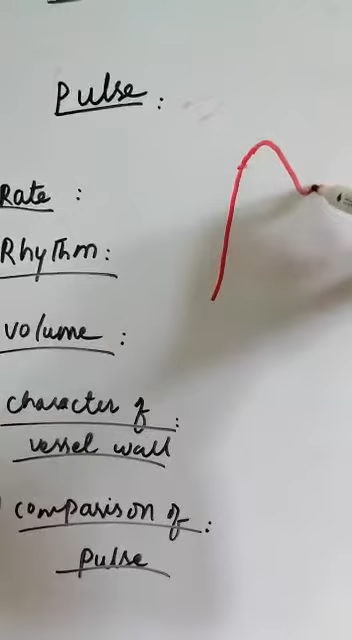 Pulse :
Rate :
Rhythm :
volume :
character of :
vessel wall
comparison of :
pulse